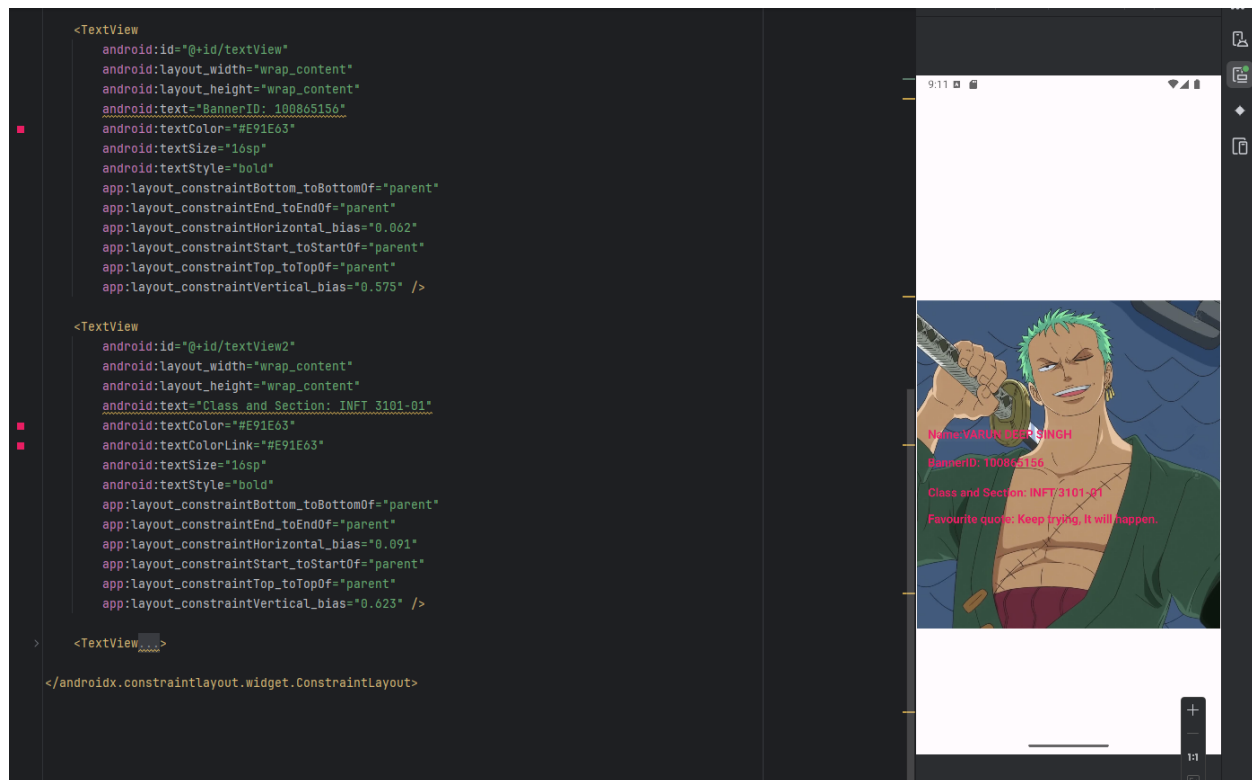 <TextView
android:id="@+id/textView"
android:layout_width="wrap_content"
android:layout_height="wrap_content"
android:text="BannerID: 100865156"
android:textColor="#E91E63"
android:textSize="16sp"
android:textStyle="bold"
app:layout_constraintBottom_toBottomOf="parent"
app:layout_constraintEnd_toEndOf="parent"
app:layout_constraintHorizontal_bias="0.062"
app:layout_constraintStart_toStartOf="parent"
app:layout_constraintTop_toTopOf="parent"
app:layout_constraintVertical_bias="0.575" />
<TextView
android:id="@+id/textView2"
android:layout_width="wrap_content"
android:layout_height="wrap_content"
android:text="Class and Section: INFT 3101-01"
android:textColor="#E91E63"
android:textColorLink="#E91E63"
android:textSize="16sp"
android:textStyle="bold"
app:layout_constraintBottom_toBottomOf="parent"
app:layout_constraintEnd_toEndOf="parent"
app:layout_constraintHorizontal_bias="0.091"
app:layout_constraintStart_toStartOf="parent"
app:layout_constraintTop_toTopOf="parent"
app:layout_constraintVertical_bias="0.623" />
<TextView...>
</androidx.constraintlayout.widget.ConstraintLayout>
9:11
Name:VARUN DEEP SINGH
BannerID: 100865156
Class and Section: INFT 3101-01
Favourite quote: Keep trying, It will happen.
1:1